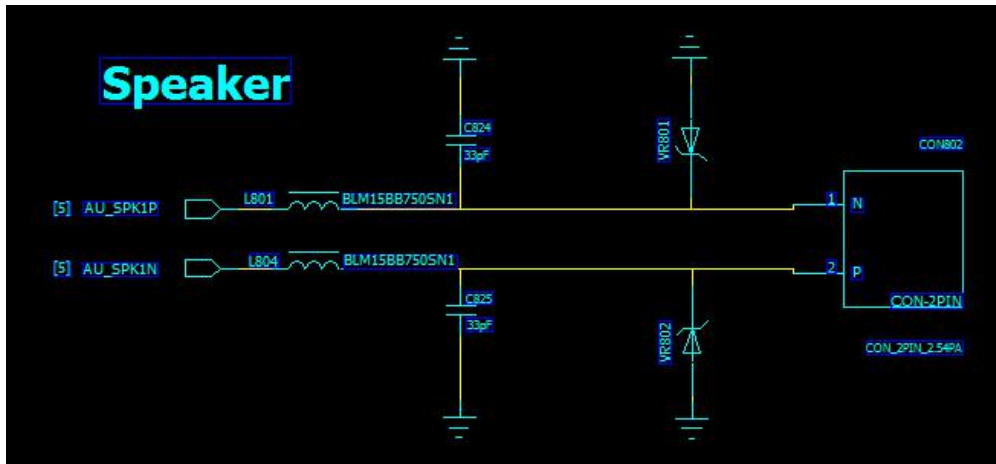 Speaker
C824
33pF
VR801
CON802
[5] AU_SPK1P
L801
BLM15BB750SN1
1
N
[5] AU_SPK1N
L804
BLM15BB750SN1
2
P
C825
33pF
VR802
CON-2PIN
CON_2PIN_2.54PA